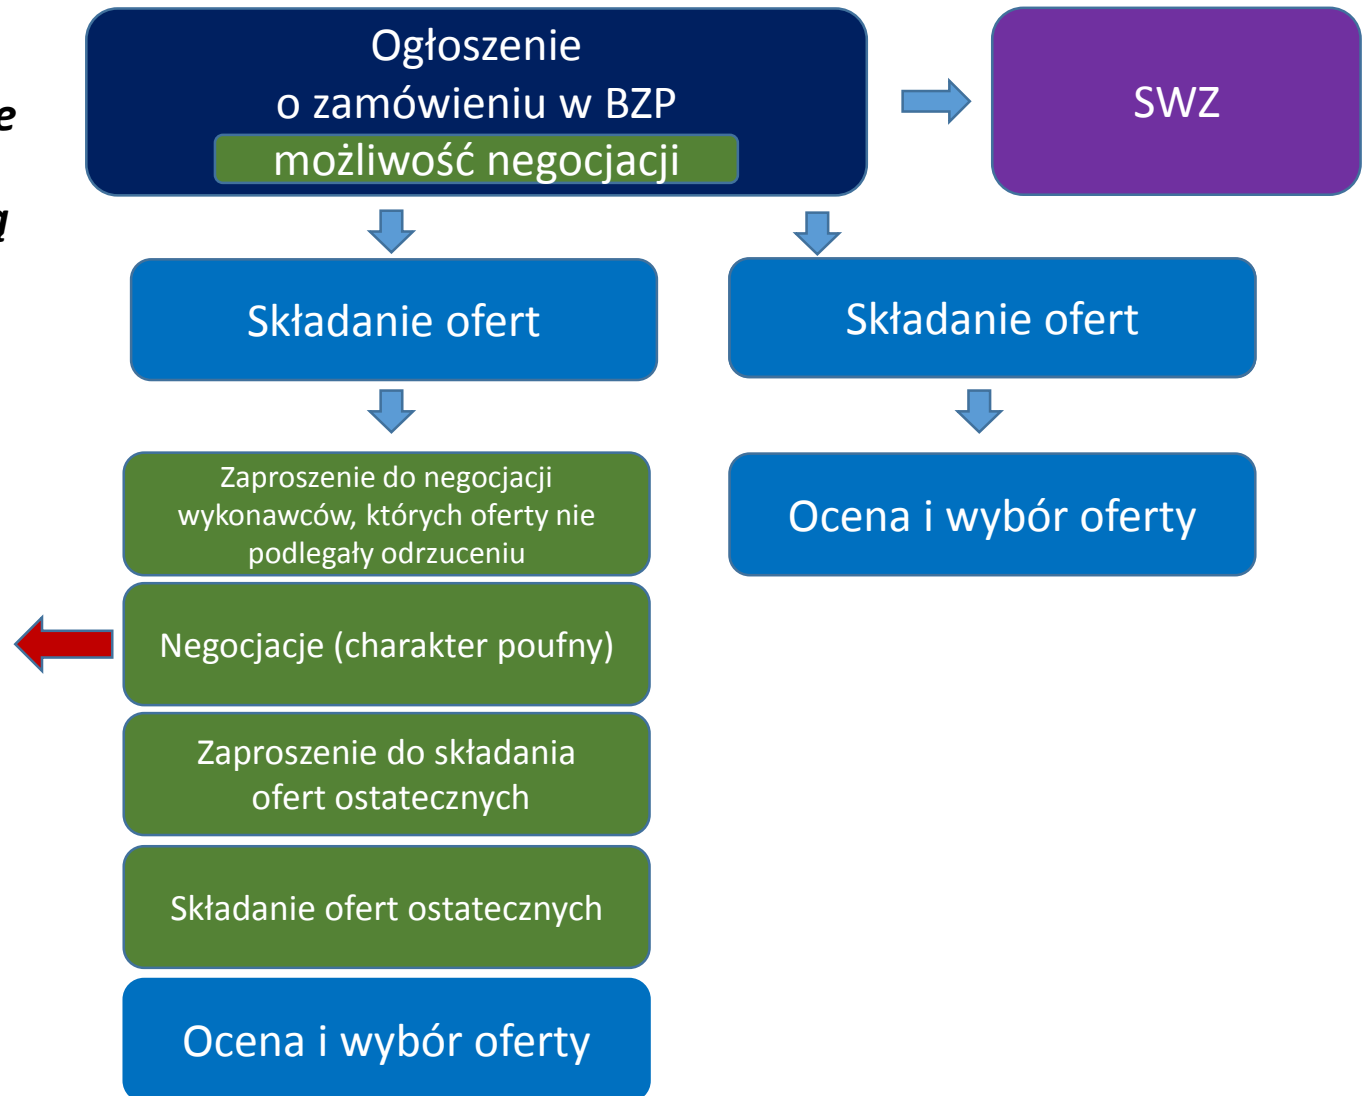 Ogłoszenie
o zamówieniu w BZP
możliwość negocjacji
SWZ
e
ą
Składanie ofert
Składanie ofert
Zaproszenie do negocjacji
wykonawców, których oferty nie
podlegały odrzuceniu
Ocena i wybór oferty
Negocjacje (charakter poufny)
Zaproszenie do składania
ofert ostatecznych
Składanie ofert ostatecznych
Ocena i wybór oferty